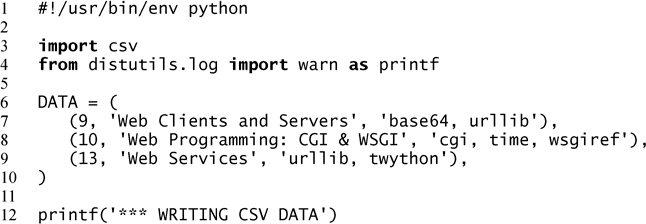 1 #!/usr/bin/env python
2
3 import csv
4 from distutils.log import warn as printf
5
6 DATA = (
7 (9, 'Web Clients and Servers', 'base64, urllib'),
8 (10, 'Web Programming: CGI & WSGI', 'cgi, time, wsgiref'),
9 (13, 'Web Services', 'urllib, twython'),
10 )
11
12 printf('*** WRITING CSV DATA')